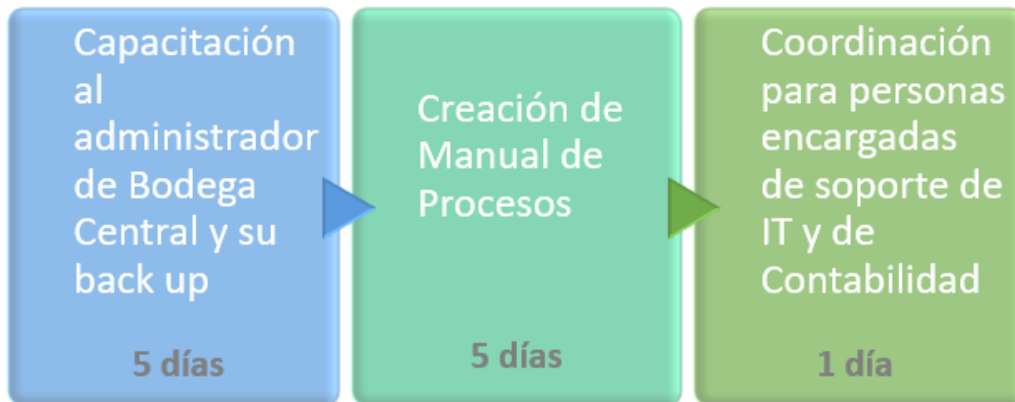 Capacitación
al
administrador
de Bodega
Central y su
back up
5 días
Creación de
Manual de
Procesos
5 días
Coordinación
para personas
encargadas
de soporte de
IT y de
Contabilidad
1 día